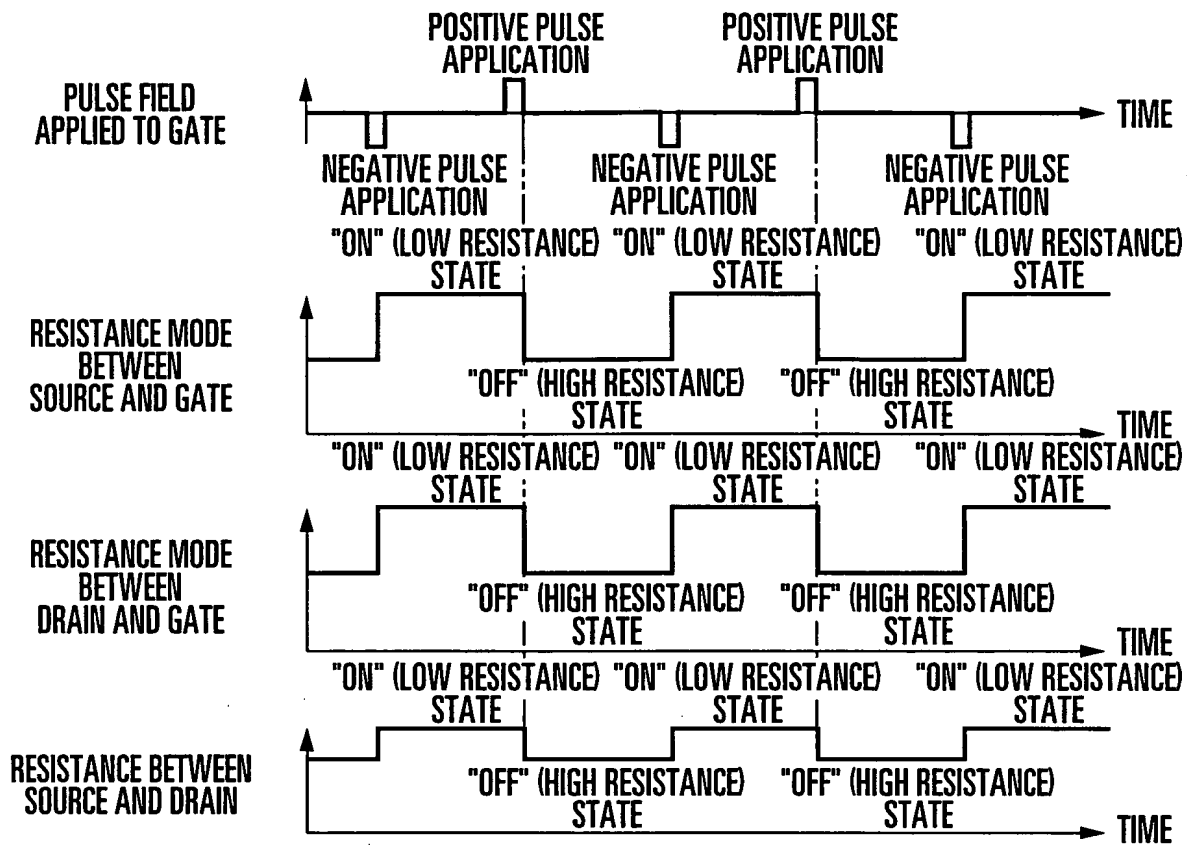 POSITIVE PULSE
APPLICATION
POSITIVE PULSE
APPLICATION
PULSE FIELD
APPLIED TO GATE
TIME
NEGATIVE PULSE
APPLICATION
NEGATIVE PULSE
APPLICATION
NEGATIVE PULSE
APPLICATION
"ON" (LOW RESISTANCE)
STATE
"ON" (LOW RESISTANCE)
STATE
"ON" (LOW RESISTANCE)
STATE
RESISTANCE MODE
BETWEEN
SOURCE AND GATE
"OFF" (HIGH RESISTANCE)
STATE
"OFF" (HIGH RESISTANCE)
STATE
TIME
"ON" (LOW RESISTANCE)
STATE
"ON" (LOW RESISTANCE)
STATE
"ON" (LOW RESISTANCE)
STATE
RESISTANCE MODE
BETWEEN
DRAIN AND GATE
"OFF" (HIGH RESISTANCE)
STATE
"OFF" (HIGH RESISTANCE)
STATE
TIME
"ON" (LOW RESISTANCE)
STATE
"ON" (LOW RESISTANCE)
STATE
"ON" (LOW RESISTANCE)
STATE
RESISTANCE BETWEEN
SOURCE AND DRAIN
"OFF" (HIGH RESISTANCE)
STATE
"OFF" (HIGH RESISTANCE)
STATE
TIME